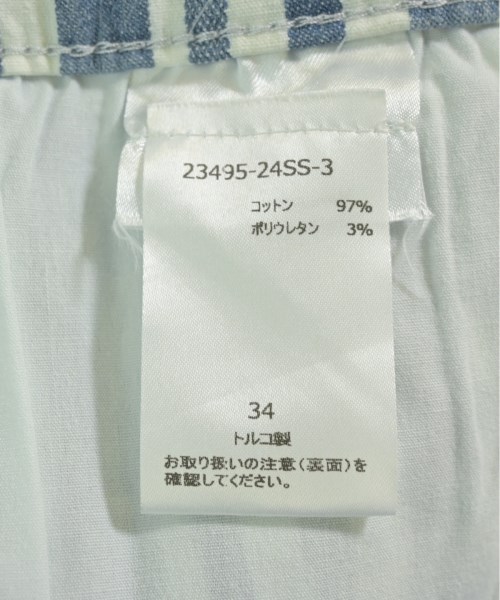 23495-24SS-3
コットン 97%
ポリウレタン 3%
34
トルコ製
お取り扱いの注意(裏面)を
確認してください。